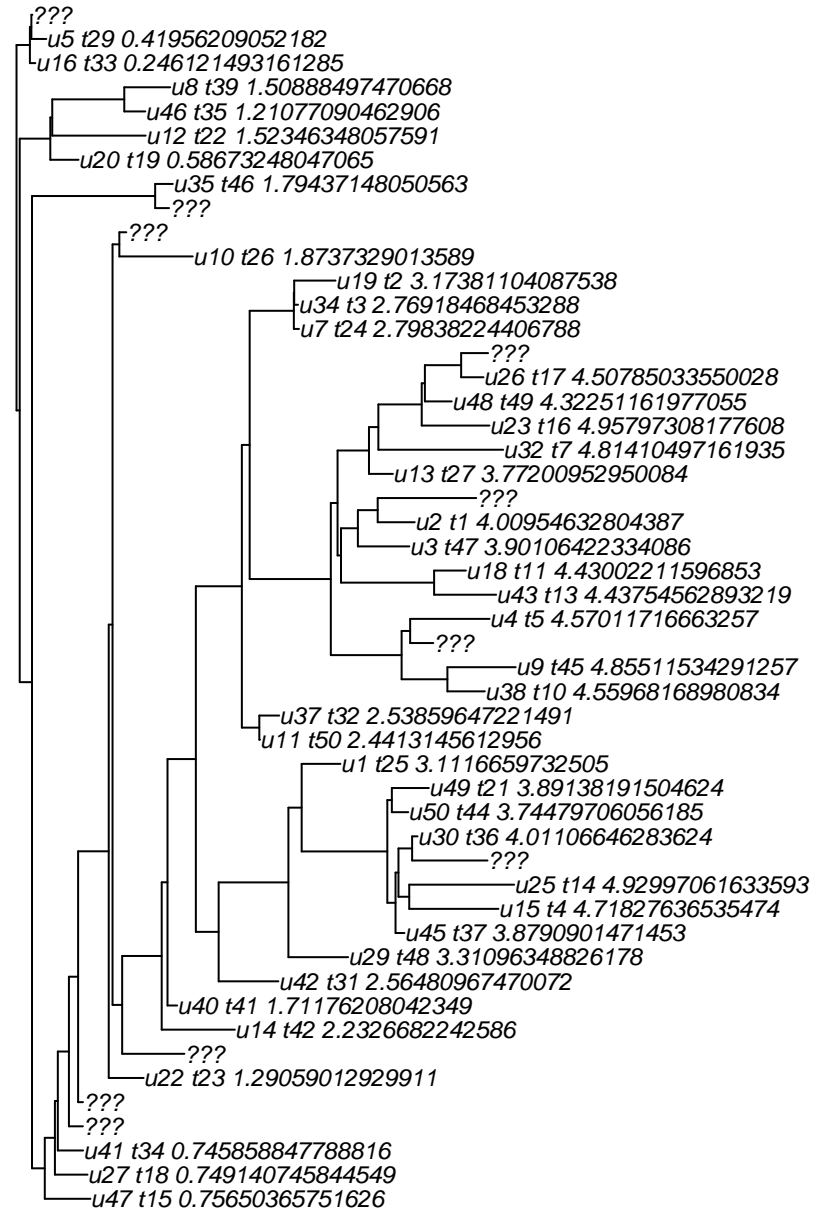 ???
u5 t29 0.41956209052182
u16 t33 0.246121493161285
u8 t39 1.50888497470668
u46 t35 1.21077090462906
u12 t22 1.52346348057591
u20 t19 0.58673248047065
u35 t46 1.79437148050563
???
???
u10 t26 1.8737329013589
u19 t2 3.17381104087538
u34 t3 2.76918468453288
u7 t24 2.79838224406788
???
u26 t17 4.50785033550028
u48 t49 4.32251161977055
u23 t16 4.95797308177608
u32 t7 4.81410497161935
u13 t27 3.77200952950084
???
u2 t1 4.00954632804387
u3 t47 3.90106422334086
u18 t11 4.43002211596853
u43 t13 4.43754562893219
u4 t5 4.57011716663257
???
u9 t45 4.85511534291257
u38 t10 4.55968168980834
u37 t32 2.53859647221491
u11 t50 2.4413145612956
u1 t25 3.1116659732505
u49 t21 3.89138191504624
u50 t44 3.74479706056185
u30 t36 4.01106646283624
???
u25 t14 4.92997061633593
u15 t4 4.71827636535474
u45 t37 3.8790901471453
u29 t48 3.31096348826178
u42 t31 2.56480967470072
u40 t41 1.71176208042349
u14 t42 2.2326682242586
???
u22 t23 1.29059012929911
???
???
u41 t34 0.745858847788816
u27 t18 0.749140745844549
u47 t15 0.75650365751626